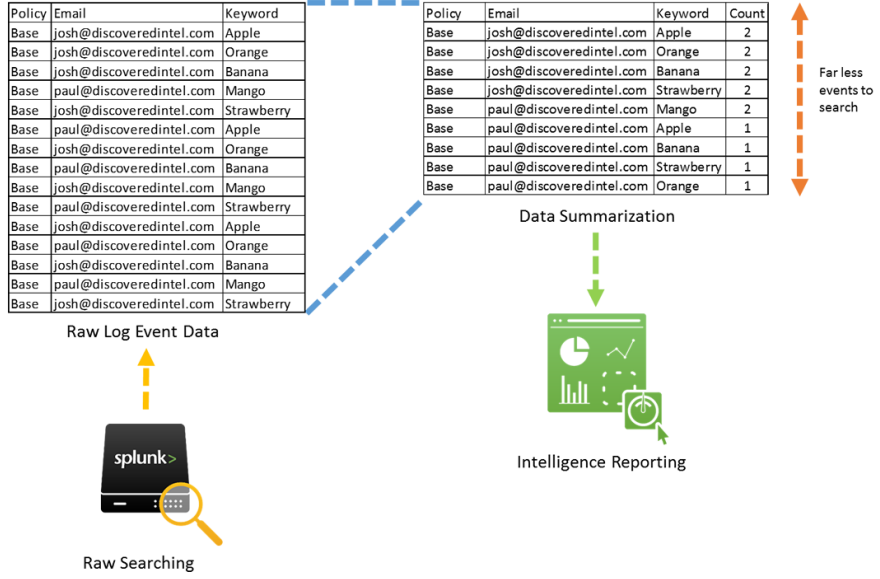 Policy Email Keyword
Base josh@discoveredintel.com Apple
Base josh@discoveredintel.com Orange
Base josh@discoveredintel.com Banana
Base paul@discoveredintel.com Mango
Base josh@discoveredintel.com Strawberry
Base paul@discoveredintel.com Apple
Base josh@discoveredintel.com Orange
Base paul@discoveredintel.com Banana
Base josh@discoveredintel.com Mango
Base paul@discoveredintel.com Strawberry
Base josh@discoveredintel.com Apple
Base paul@discoveredintel.com Orange
Base josh@discoveredintel.com Banana
Base paul@discoveredintel.com Mango
Base josh@discoveredintel.com Strawberry
Raw Log Event Data
splunk>
Raw Searching
Policy Email Keyword Count
Base josh@discoveredintel.com Apple 2
Base josh@discoveredintel.com Orange 2
Base josh@discoveredintel.com Banana 2
Base josh@discoveredintel.com Strawberry 2
Base paul@discoveredintel.com Mango 2
Base paul@discoveredintel.com Apple 1
Base paul@discoveredintel.com Banana 1
Base paul@discoveredintel.com Strawberry 1
Base paul@discoveredintel.com Orange 1
Far less
events to
search
Data Summarization
Intelligence Reporting